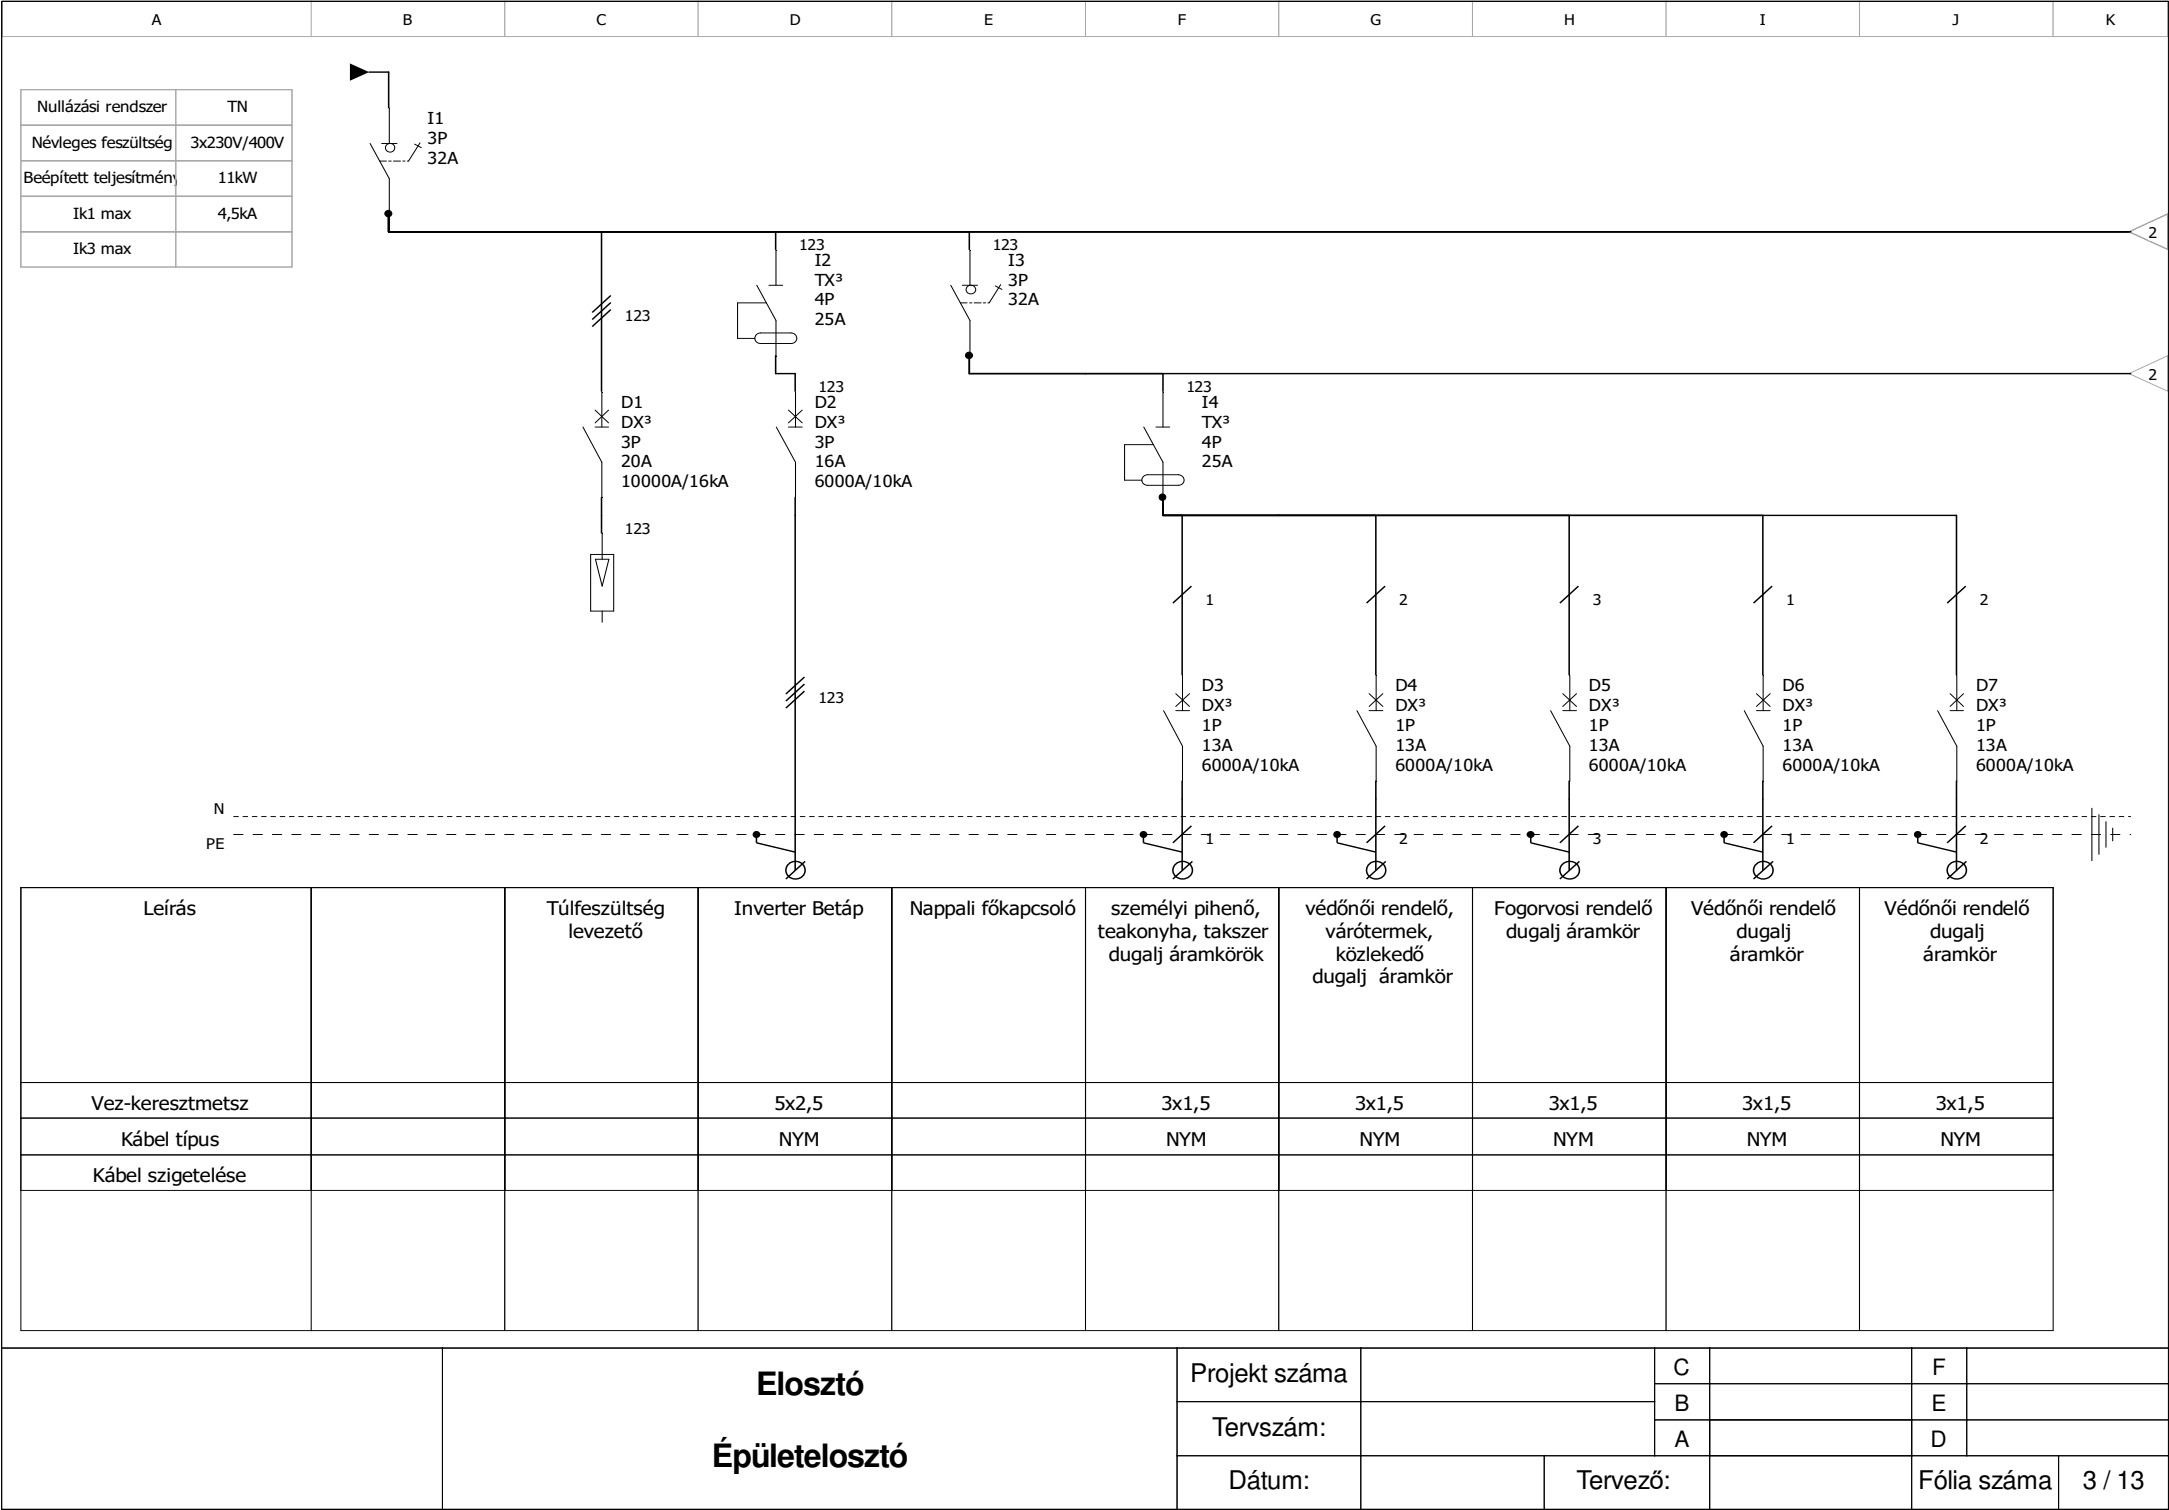 A B C D E F G H I J K
Nullázási rendszer TN
Névleges feszültség 3x230V/400V
Beépített teljesítmény 11kW
Ik1 max 4,5kA
Ik3 max
I1
3P
32A
2
123
I2
TX³
4P
25A
123
I3
3P
32A
123
2
123
D1
DX³
3P
20A
10000A/16kA
123
D2
DX³
3P
16A
6000A/10kA
123
I4
TX³
4P
25A
123
1 2 3 1 2
123
D3
DX³
1P
13A
6000A/10kA
D4
DX³
1P
13A
6000A/10kA
D5
DX³
1P
13A
6000A/10kA
D6
DX³
1P
13A
6000A/10kA
D7
DX³
1P
13A
6000A/10kA
N
PE
1 2 3 1 2
Leírás
Túlfeszültség
levezető
Inverter Betáp
Nappali főkapcsoló
személyi pihenő,
teakonyha, takszer
dugalj áramkörök
védőnői rendelő,
várótermek,
közlekedő
dugalj áramkör
Fogorvosi rendelő
dugalj áramkör
Védőnői rendelő
dugalj
áramkör
Védőnői rendelő
dugalj
áramkör
Vez-keresztmetsz 5x2,5 3x1,5 3x1,5 3x1,5 3x1,5 3x1,5
Kábel típus NYM NYM NYM NYM NYM NYM
Kábel szigetelése
Elosztó
Épületelosztó
Projekt száma
Tervszám:
Dátum:
Tervező:
C F
B E
A D
Fólia száma 3 / 13